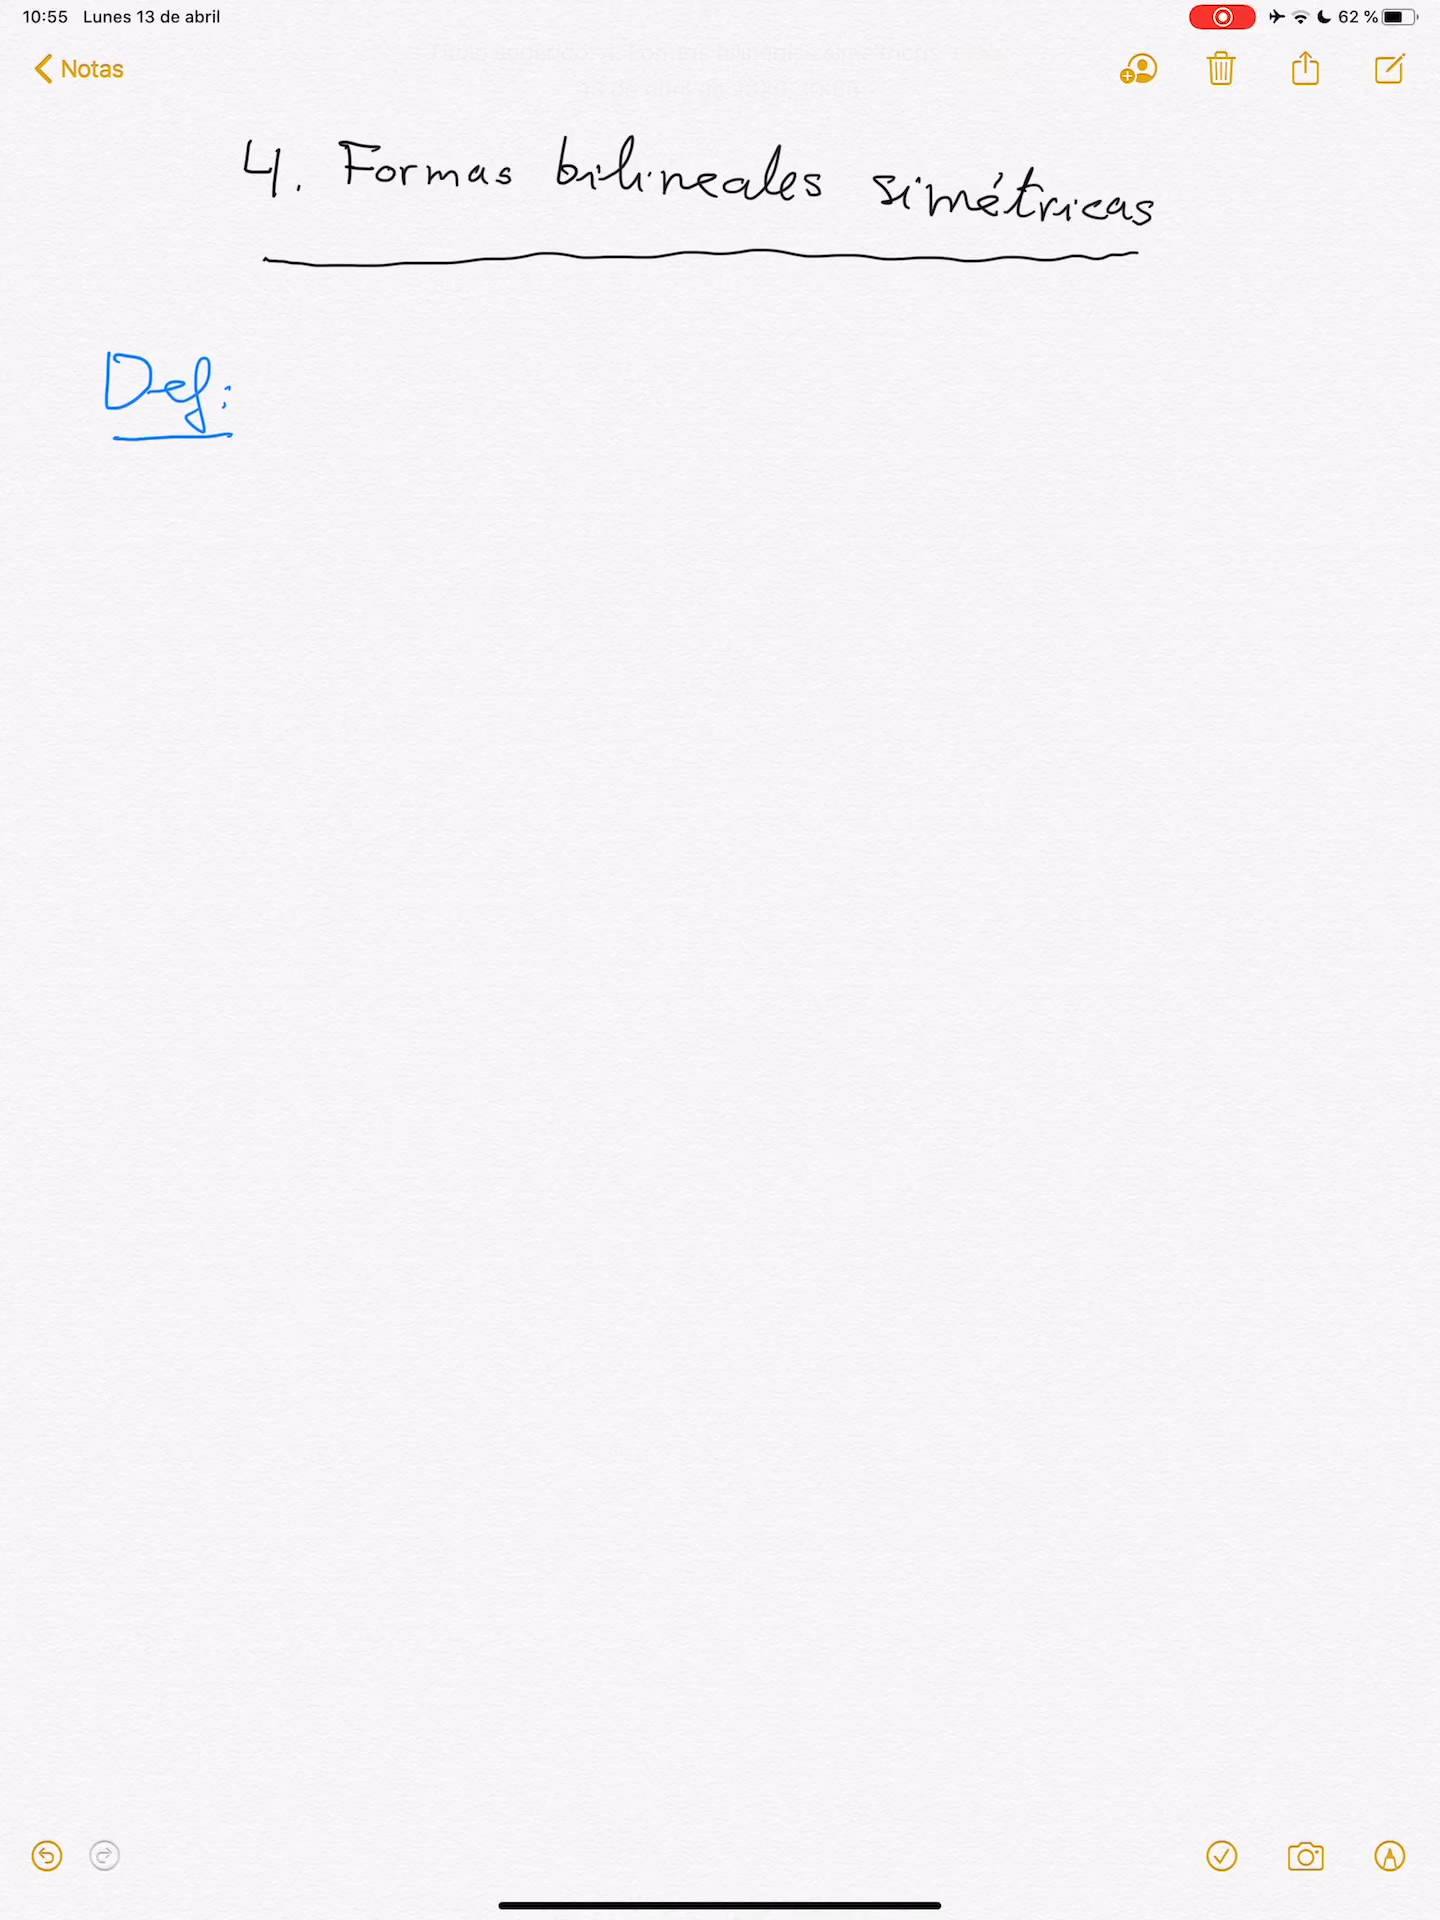 10:55 Lunes 13 de abril 62 %
Notas
4. Formas bilineales simétricas
Def: